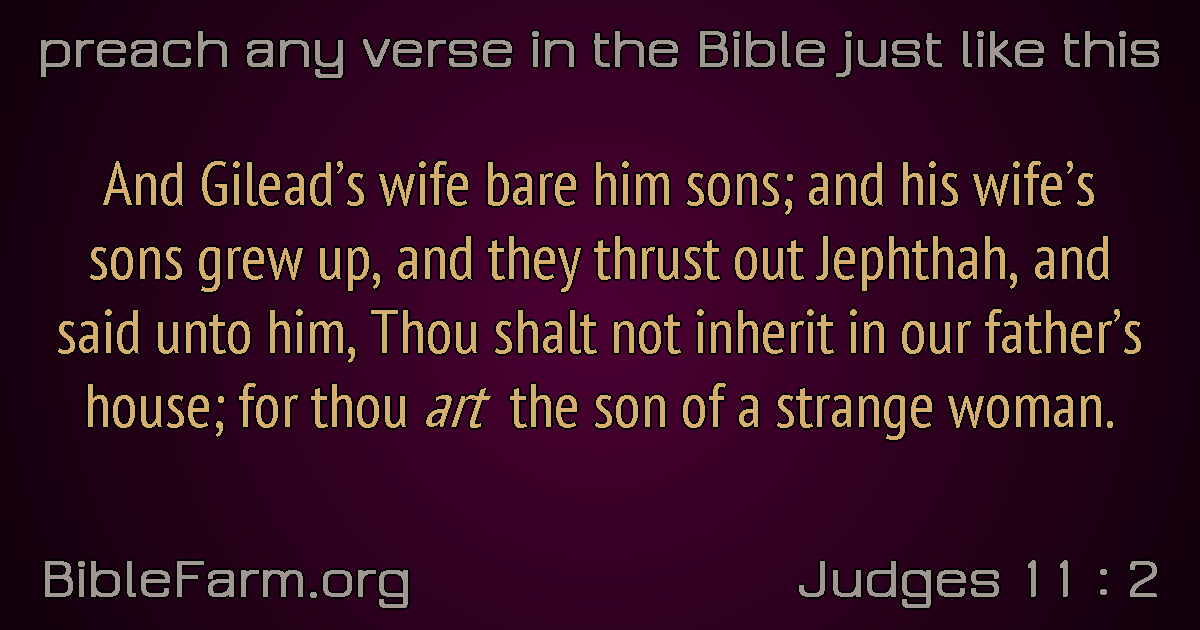 preach any verse in the Bible just like this
And Gilead’s wife bare him sons; and his wife’s
sons grew up, and they thrust out Jephthah, and
said unto him, Thou shalt not inherit in our father’s
house; for thou art the son of a strange woman.
BibleFarm.org
Judges 11 : 2